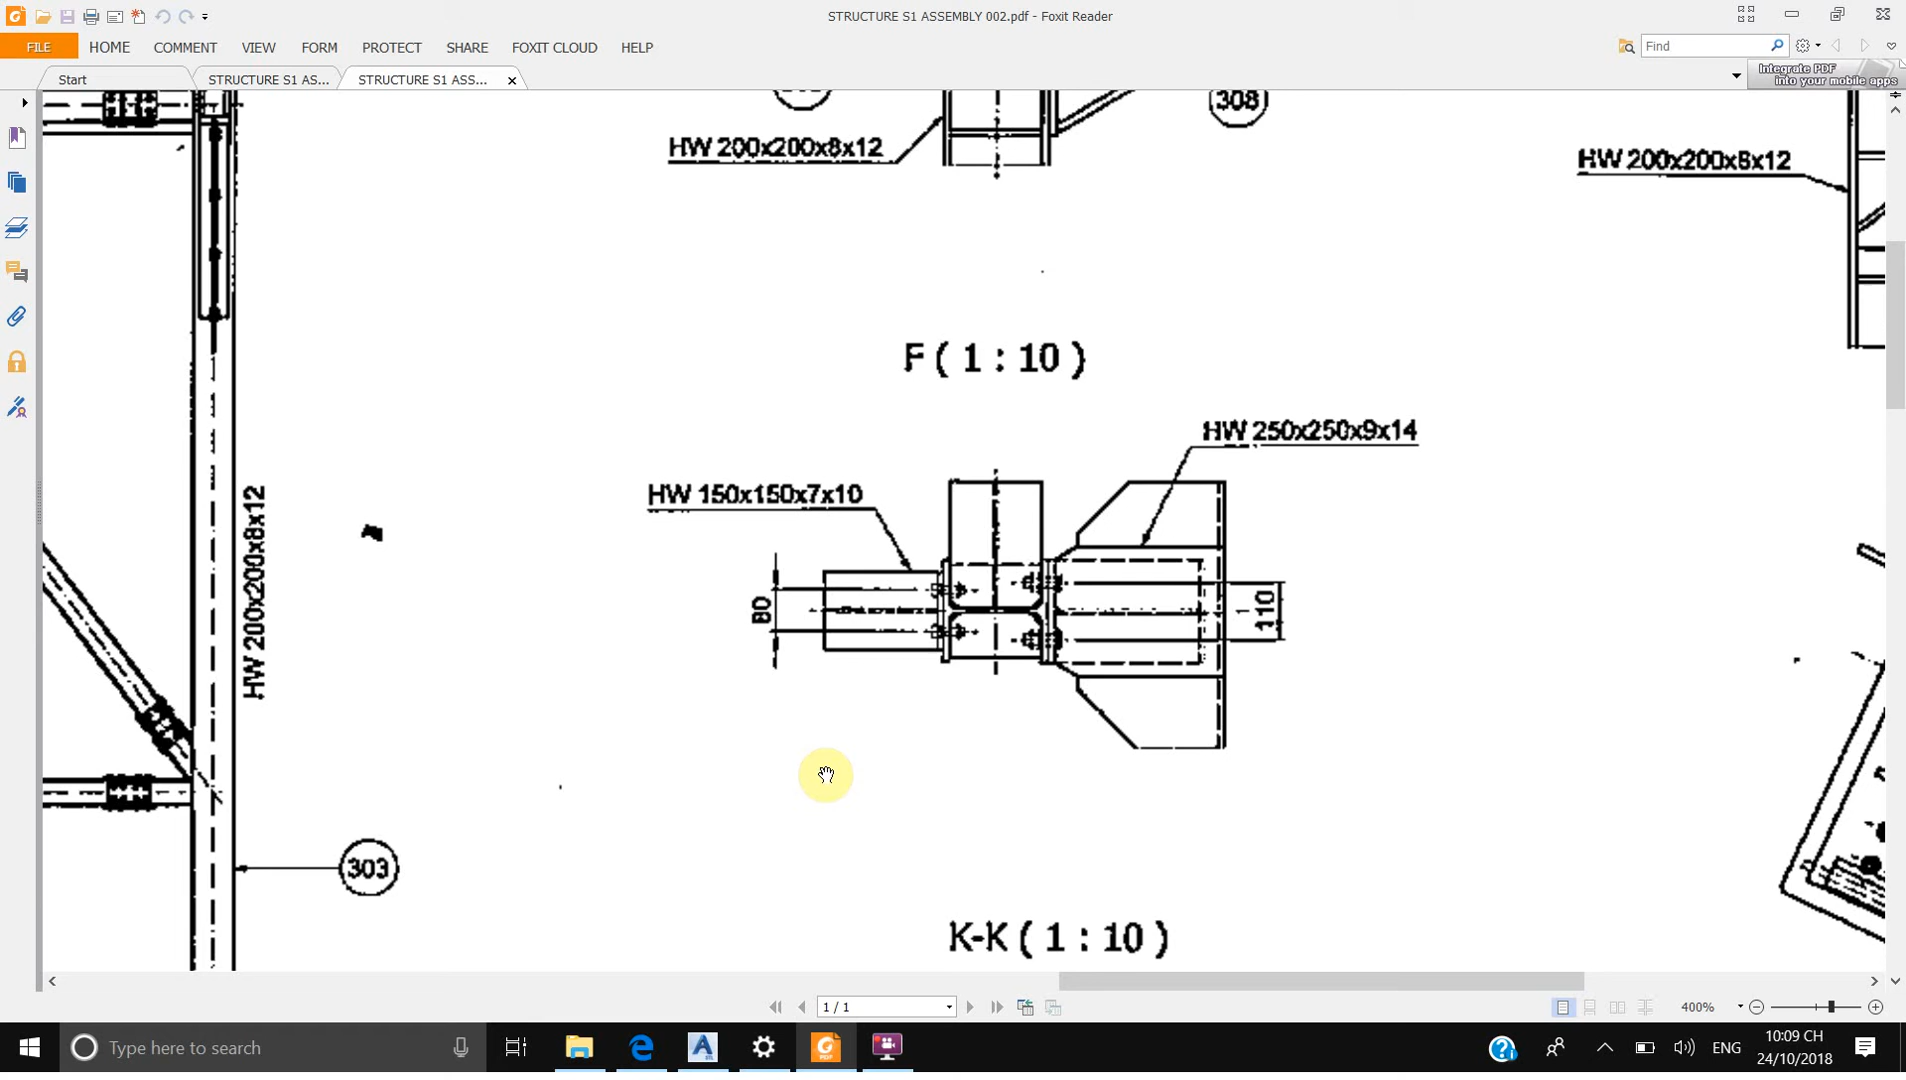 STRUCTURE S1 ASSEMBLY 002.pdf - Foxit Reader
FILE HOME COMMENT VIEW FORM PROTECT SHARE FOXIT CLOUD HELP
Find
Start
STRUCTURE S1 AS...
STRUCTURE S1 ASS...
Integrate PDF
into your mobile apps
308
HW 200x200x8x12
HW 200x200x8x12
F ( 1 : 10 )
HW 250x250x9x14
HW 150x150x7x10
HW 200x200x8x12
80
110
303
K-K ( 1 : 10 )
1 / 1
400%
Type here to search
PDF
ENG
10:09 CH
24/10/2018